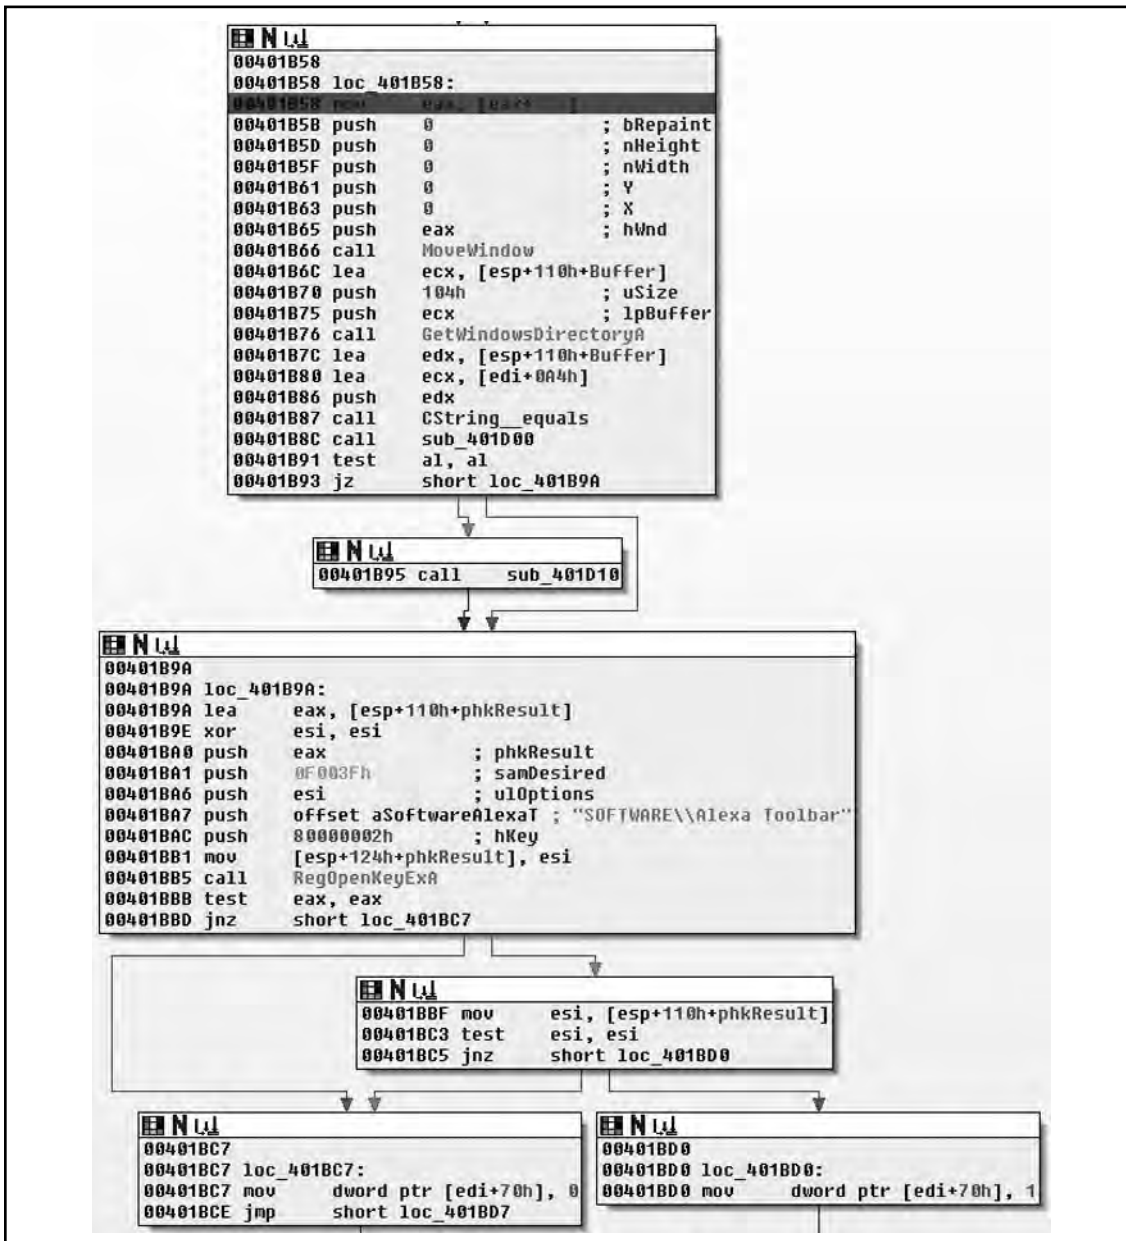 00401B58
00401B58 loc_401B58:
00401B58 mov eax, [eax+ ]
00401B5B push 0 ; bRepaint
00401B5D push 0 ; nHeight
00401B5F push 0 ; nWidth
00401B61 push 0 ; Y
00401B63 push 0 ; X
00401B65 push eax ; hWnd
00401B66 call MoveWindow
00401B6C lea ecx, [esp+110h+Buffer]
00401B70 push 104h ; uSize
00401B75 push ecx ; lpBuffer
00401B76 call GetWindowsDirectoryA
00401B7C lea edx, [esp+110h+Buffer]
00401B80 lea ecx, [edi+0A4h]
00401B86 push edx
00401B87 call CString__equals
00401B8C call sub_401D00
00401B91 test al, al
00401B93 jz short loc_401B9A
00401B95 call sub_401D10
00401B9A
00401B9A loc_401B9A:
00401B9A lea eax, [esp+110h+phkResult]
00401B9E xor esi, esi
00401BA0 push eax ; phkResult
00401BA1 push 0F003Fh ; samDesired
00401BA6 push esi ; ulOptions
00401BA7 push offset aSoftwareAlexaT ; "SOFTWARE\\Alexa Toolbar"
00401BAC push 80000002h ; hKey
00401BB1 mov [esp+124h+phkResult], esi
00401BB5 call RegOpenKeyExA
00401BBB test eax, eax
00401BBD jnz short loc_401BC7
00401BBF mov esi, [esp+110h+phkResult]
00401BC3 test esi, esi
00401BC5 jnz short loc_401BD0
00401BC7
00401BC7 loc_401BC7:
00401BC7 mov dword ptr [edi+70h], 0
00401BCE jmp short loc_401BD7
00401BD0
00401BD0 loc_401BD0:
00401BD0 mov dword ptr [edi+70h], 1